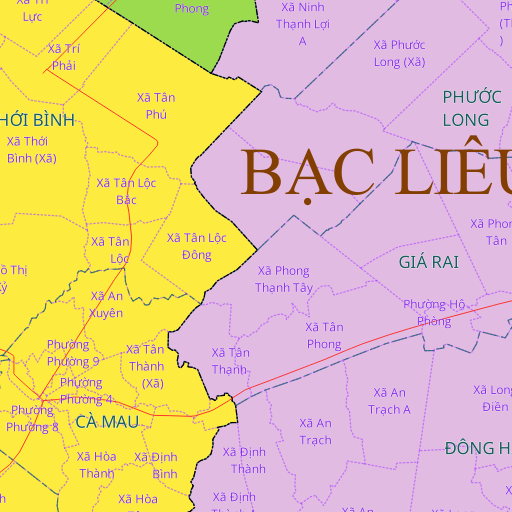 Xã Trí
Lực
Phong
Xã Ninh
Thạnh Lợi
A
Xã Trí
Phải
Xã Phước
Long (Xã)
Xã Tân
Phú
PHƯỚC
LONG
HỚI BÌNH
Xã Thới
Bình (Xã)
BẠC LIÊU
Xã Tân Lộc
Bắc
Xã Tân
Lộc
Xã Tân Lộc
Đông
Xã Phong
Tân
GIÁ RAI
Xã Phong
Thạnh Tây
Xã An
Xuyên
Phường Hộ
Phòng
Xã Tân
Phong
Phường
Phường 9
Xã Tân
Thành
(Xã)
Xã Tân
Thạnh
Phường
Phường 4
Phường
Phường 8
CÀ MAU
Xã An
Trạch A
Xã Long
Điền
Xã An
Trạch
Xã Hòa
Thành
Xã Định
Bình
Xã Định
Thành
ĐÔNG H
Xã Hòa
Xã Định
Xã An